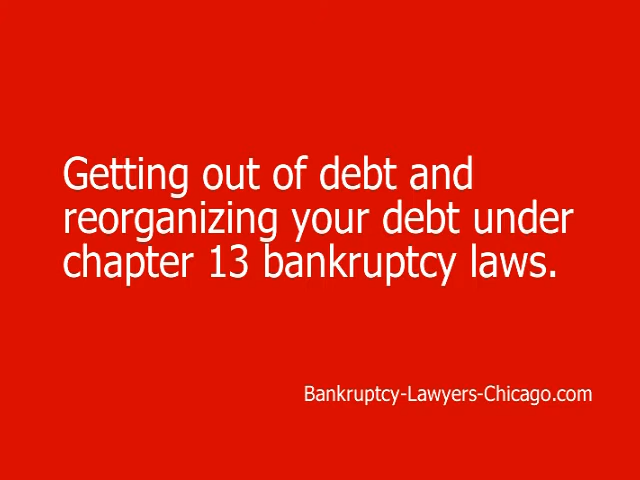 Getting out of debt and
reorganizing your debt under
chapter 13 bankruptcy laws.
Bankruptcy-Lawyers-Chicago.com